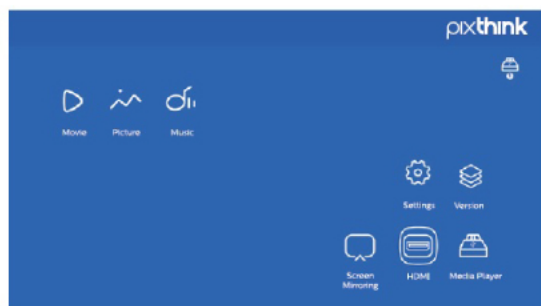 pixthink
Movie
Picture
Music
Settings
Version
Screen
Mirroring
HDMI
Media Player